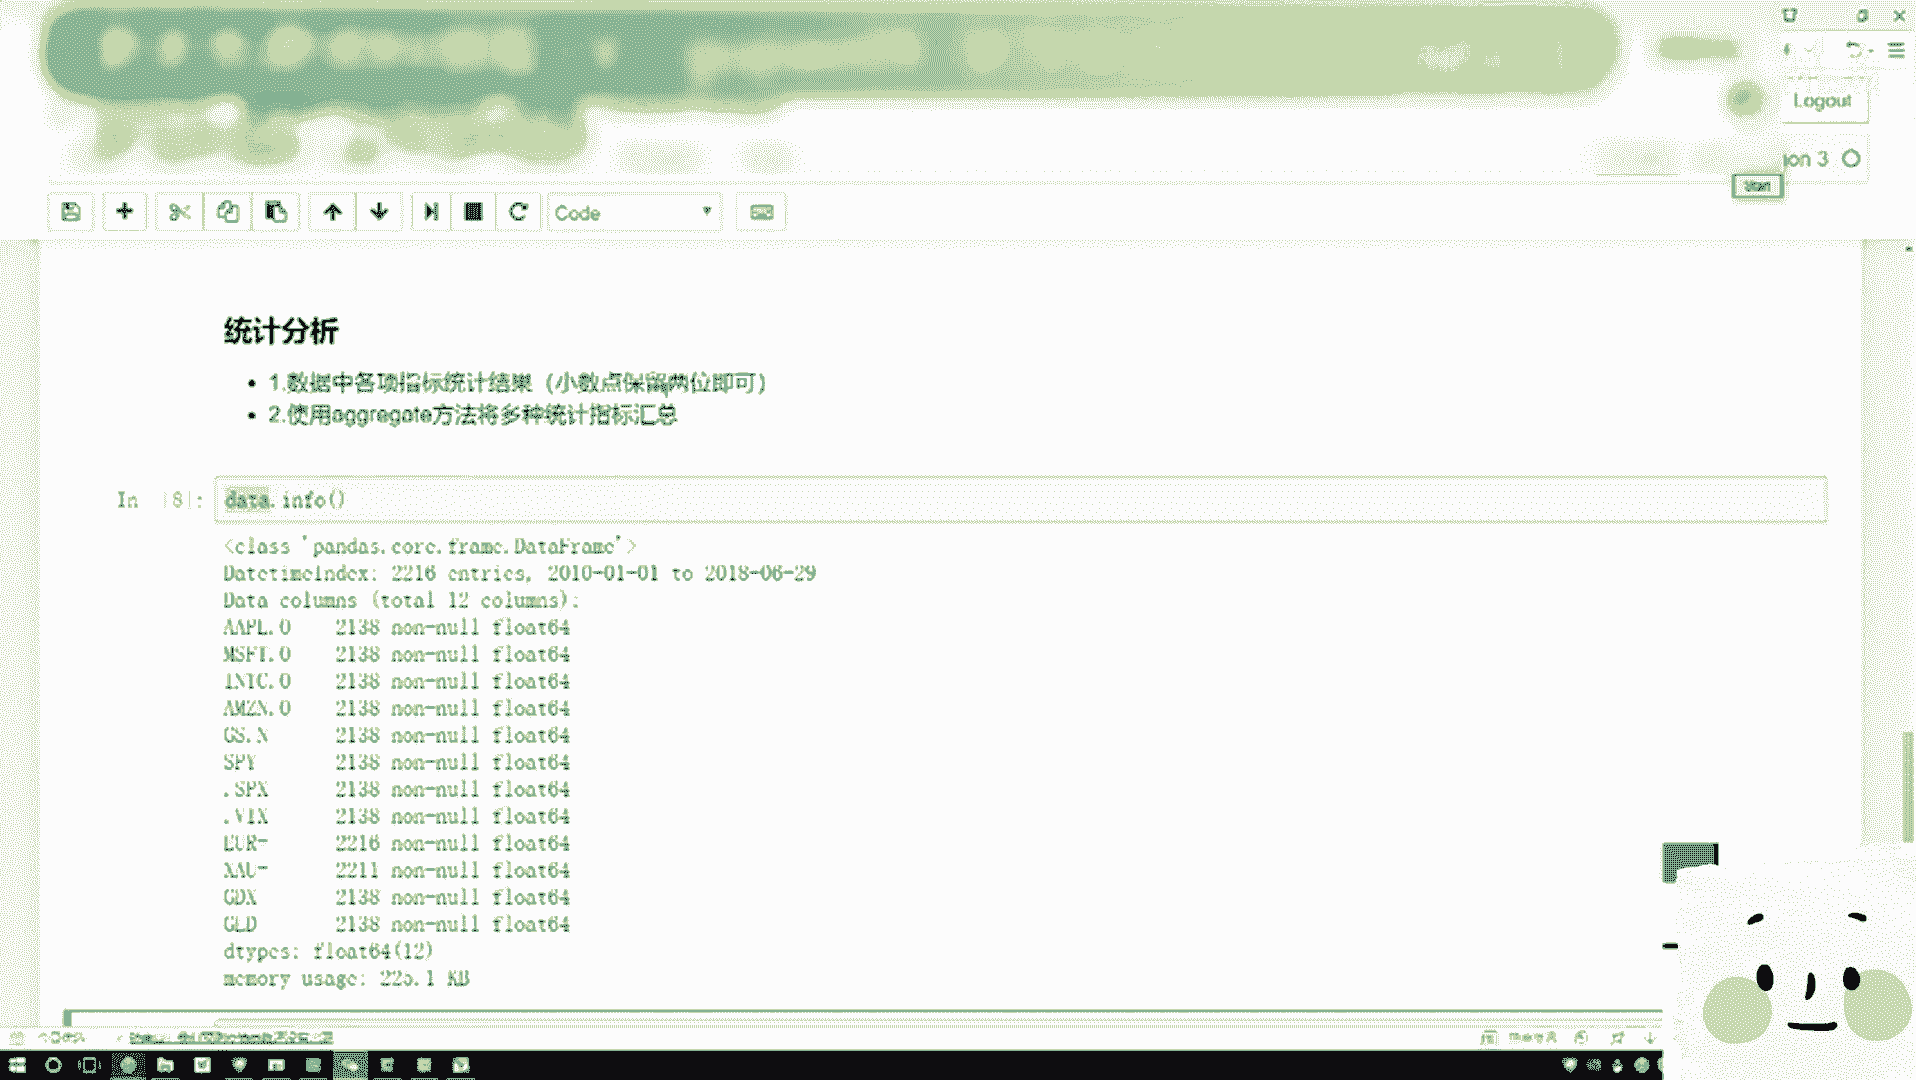 Logout
on 3
Code
统计分析
1.数据中各项指标统计结果（小数点保留两位即可）
2.使用aggregate方法将多种统计指标汇总
In [8]: data.info()
<class 'pandas.core.frame.DataFrame'>
DatetimeIndex: 2216 entries, 2010-01-01 to 2018-06-29
Data columns (total 12 columns):
AAPL.O 2138 non-null float64
MSFT.O 2138 non-null float64
INTC.O 2138 non-null float64
AMZN.O 2138 non-null float64
GS.N 2138 non-null float64
SPY 2138 non-null float64
.SPX 2138 non-null float64
.VIX 2138 non-null float64
EUR= 2216 non-null float64
XAU= 2211 non-null float64
GDX 2138 non-null float64
GLD 2138 non-null float64
dtypes: float64(12)
memory usage: 225.1 KB